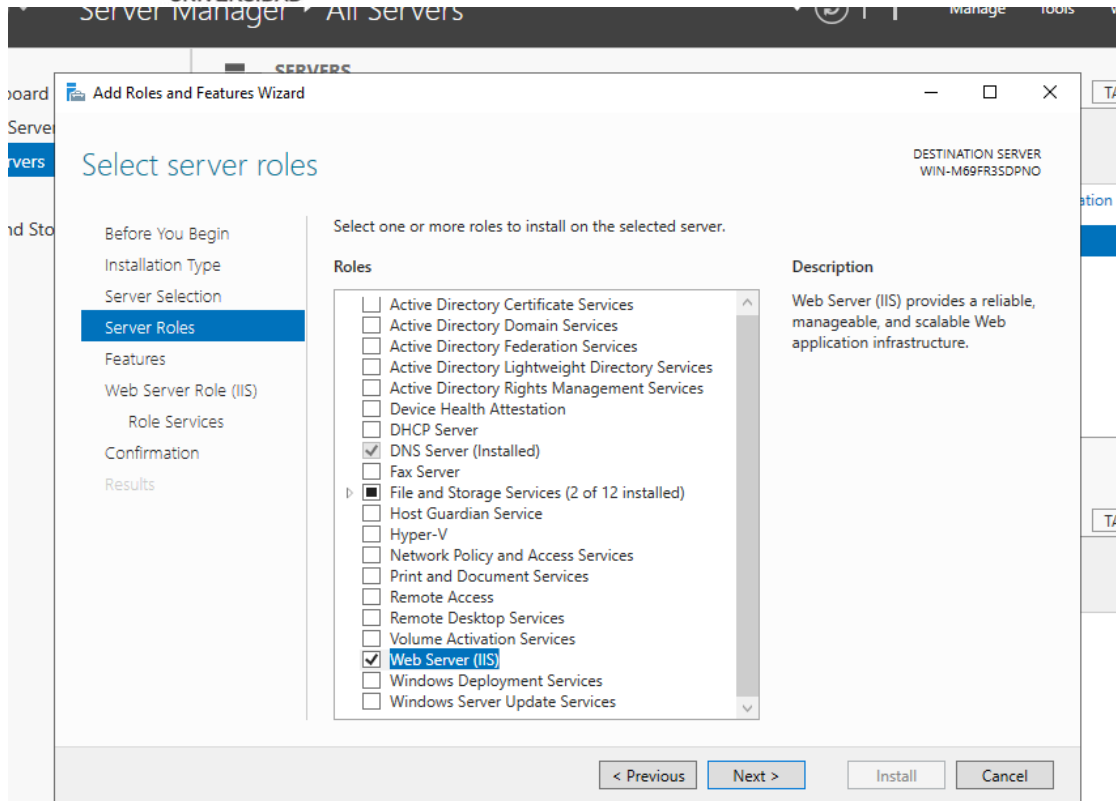 Server Manager
All Servers
Manage
Tools
SERVERS
Add Roles and Features Wizard
Select server roles
DESTINATION SERVER
WIN-M69FR3SDPNO
Before You Begin
Installation Type
Server Selection
Server Roles
Features
Web Server Role (IIS)
Role Services
Confirmation
Results
Select one or more roles to install on the selected server.
Roles
Active Directory Certificate Services
Active Directory Domain Services
Active Directory Federation Services
Active Directory Lightweight Directory Services
Active Directory Rights Management Services
Device Health Attestation
DHCP Server
DNS Server (Installed)
Fax Server
File and Storage Services (2 of 12 installed)
Host Guardian Service
Hyper-V
Network Policy and Access Services
Print and Document Services
Remote Access
Remote Desktop Services
Volume Activation Services
Web Server (IIS)
Windows Deployment Services
Windows Server Update Services
Description
Web Server (IIS) provides a reliable,
manageable, and scalable Web
application infrastructure.
< Previous
Next >
Install
Cancel